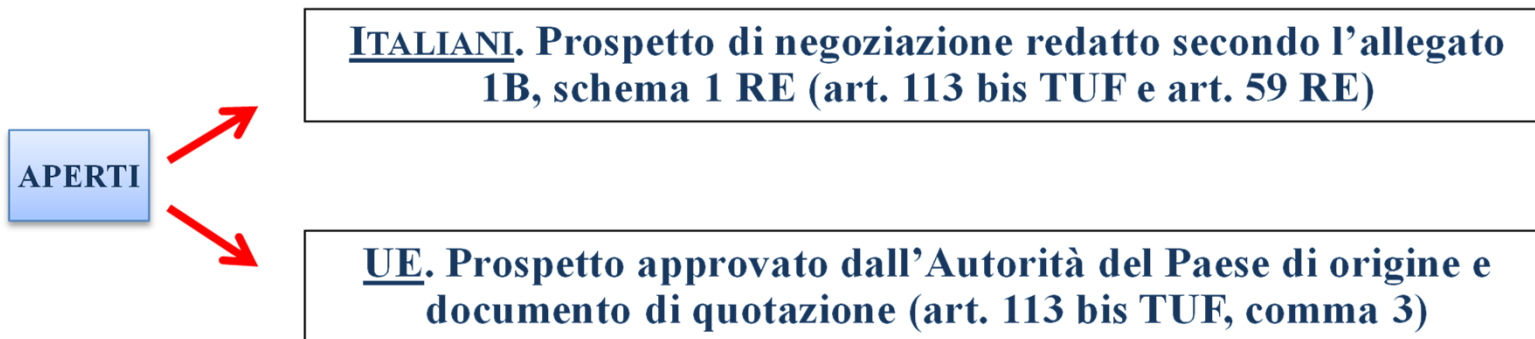 APERTI
ITALIANI. Prospetto di negoziazione redatto secondo l’allegato
1B, schema 1 RE (art. 113 bis TUF e art. 59 RE)
UE. Prospetto approvato dall’Autorità del Paese di origine e
documento di quotazione (art. 113 bis TUF, comma 3)